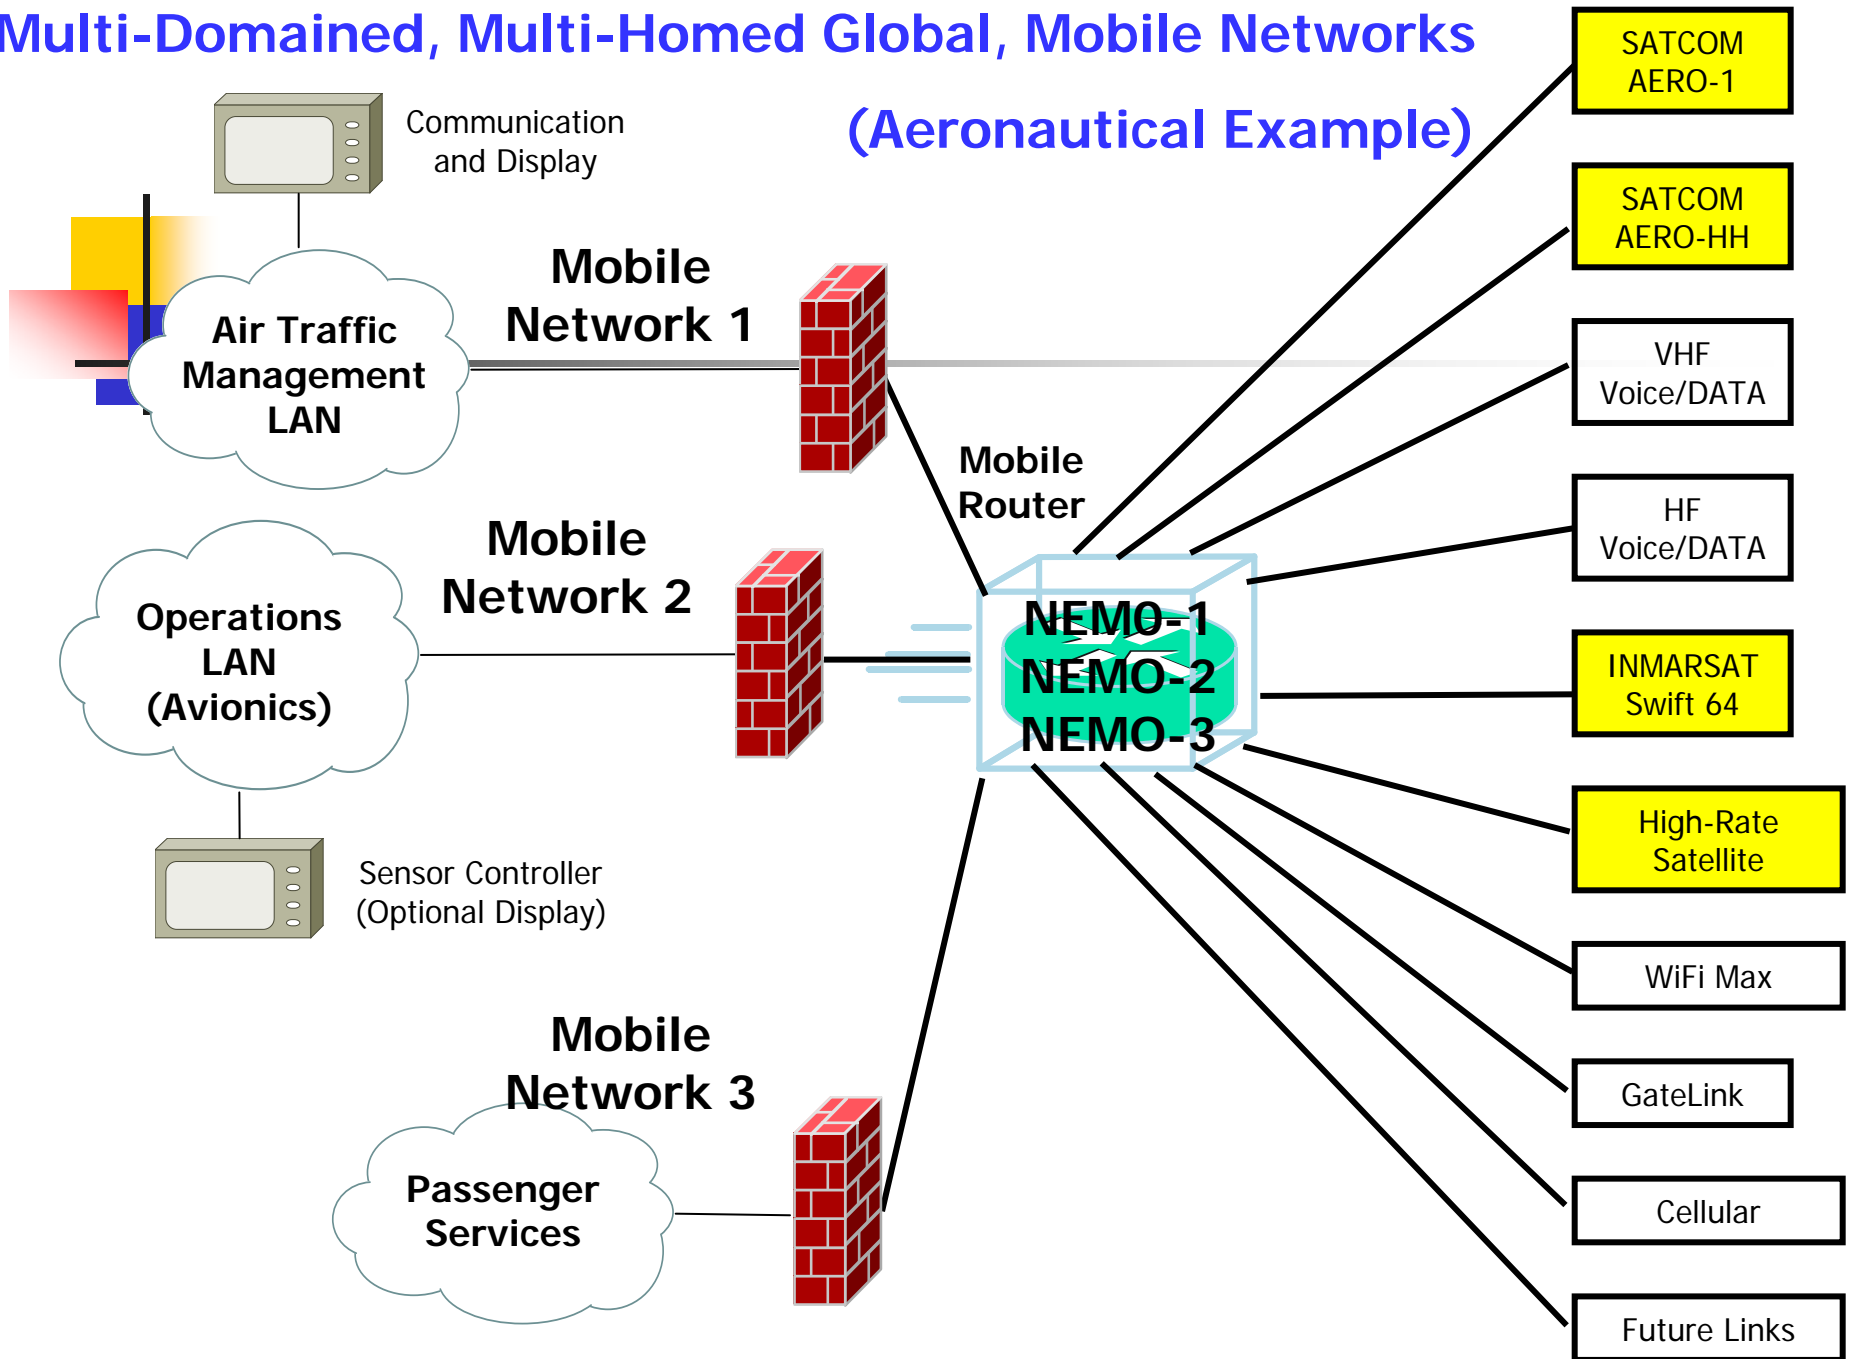 Multi-Domained, Multi-Homed Global, Mobile Networks
(Aeronautical Example)
Communication
and Display
Mobile
Network 1
Air Traffic
Management
LAN
Mobile
Router
Mobile
Network 2
Operations
LAN
(Avionics)
NEMO-1
NEMO-2
NEMO-3
Sensor Controller
(Optional Display)
Mobile
Network 3
Passenger
Services
SATCOM
AERO-1
SATCOM
AERO-HH
VHF
Voice/DATA
HF
Voice/DATA
INMARSAT
Swift 64
High-Rate
Satellite
WiFi Max
GateLink
Cellular
Future Links